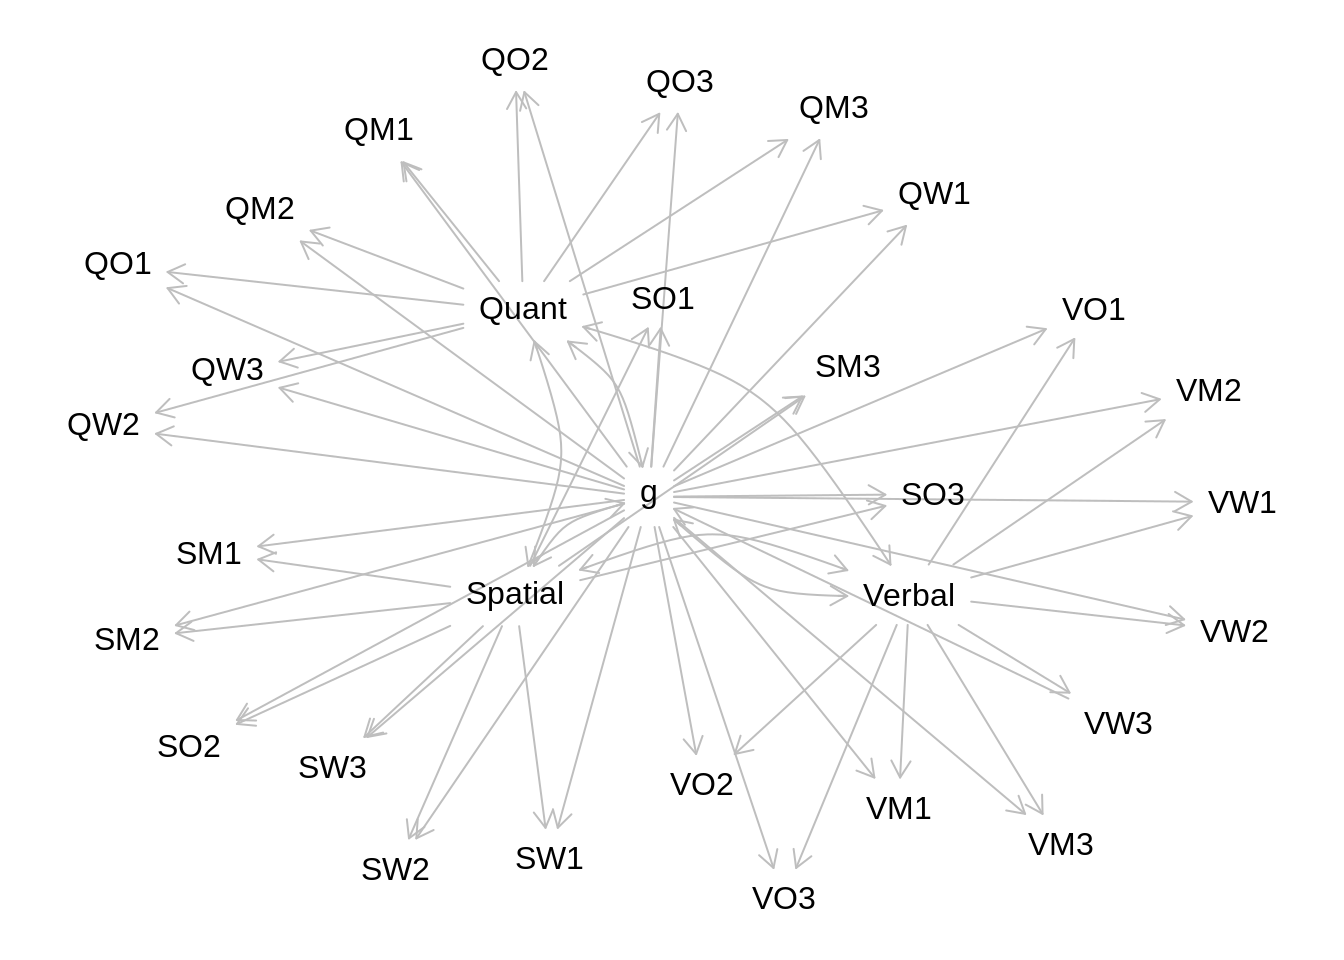 QO2
QO3
QM3
QM1
QW1
QM2
QO1
SO1
Quant
VO1
SM3
QW3
VM2
QW2
g
SO3
VW1
SM1
Spatial
Verbal
VW2
SM2
VW3
SO2
SW3
VO2
VM1
VM3
SW1
SW2
VO3